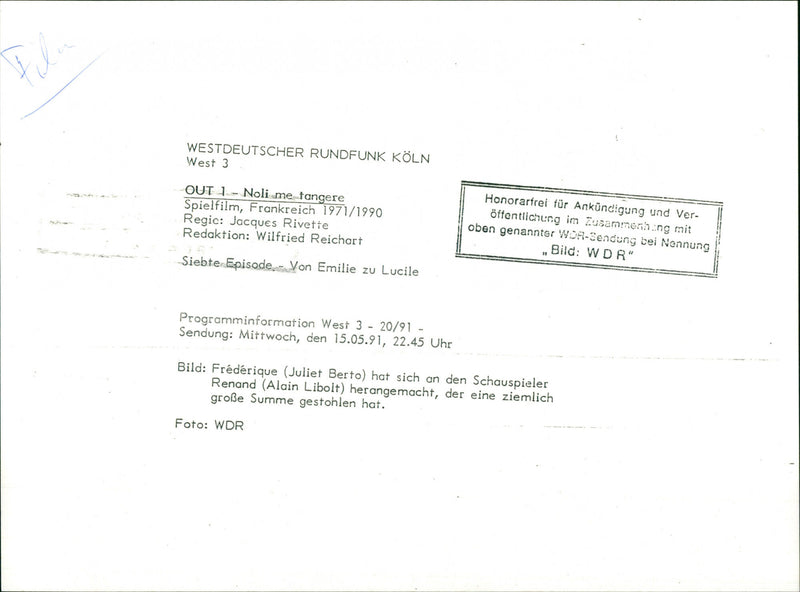 WESTDEUTSCHER RUNDFUNK KÖLN
West 3
OUT 1 - Noli me tangere
Spielfilm, Frankreich 1971/1990
Regie: Jacques Rivette
Redaktion: Wilfried Reichart
Siebte Episode - Von Emilie zu Lucile
Honorarfrei für Ankündigung und Ver-
öffentlichung im Zusammenhang mit
oben genannter WDR-Sendung bei Nennung
„Bild: WDR"
Programminformation West 3 - 20/91 -
Sendung: Mittwoch, den 15.05.91, 22.45 Uhr
Bild: Frédérique (Juliet Berto) hat sich an den Schauspieler
Renand (Alain Libolt) herangemacht, der eine ziemlich
große Summe gestohlen hat.
Foto: WDR